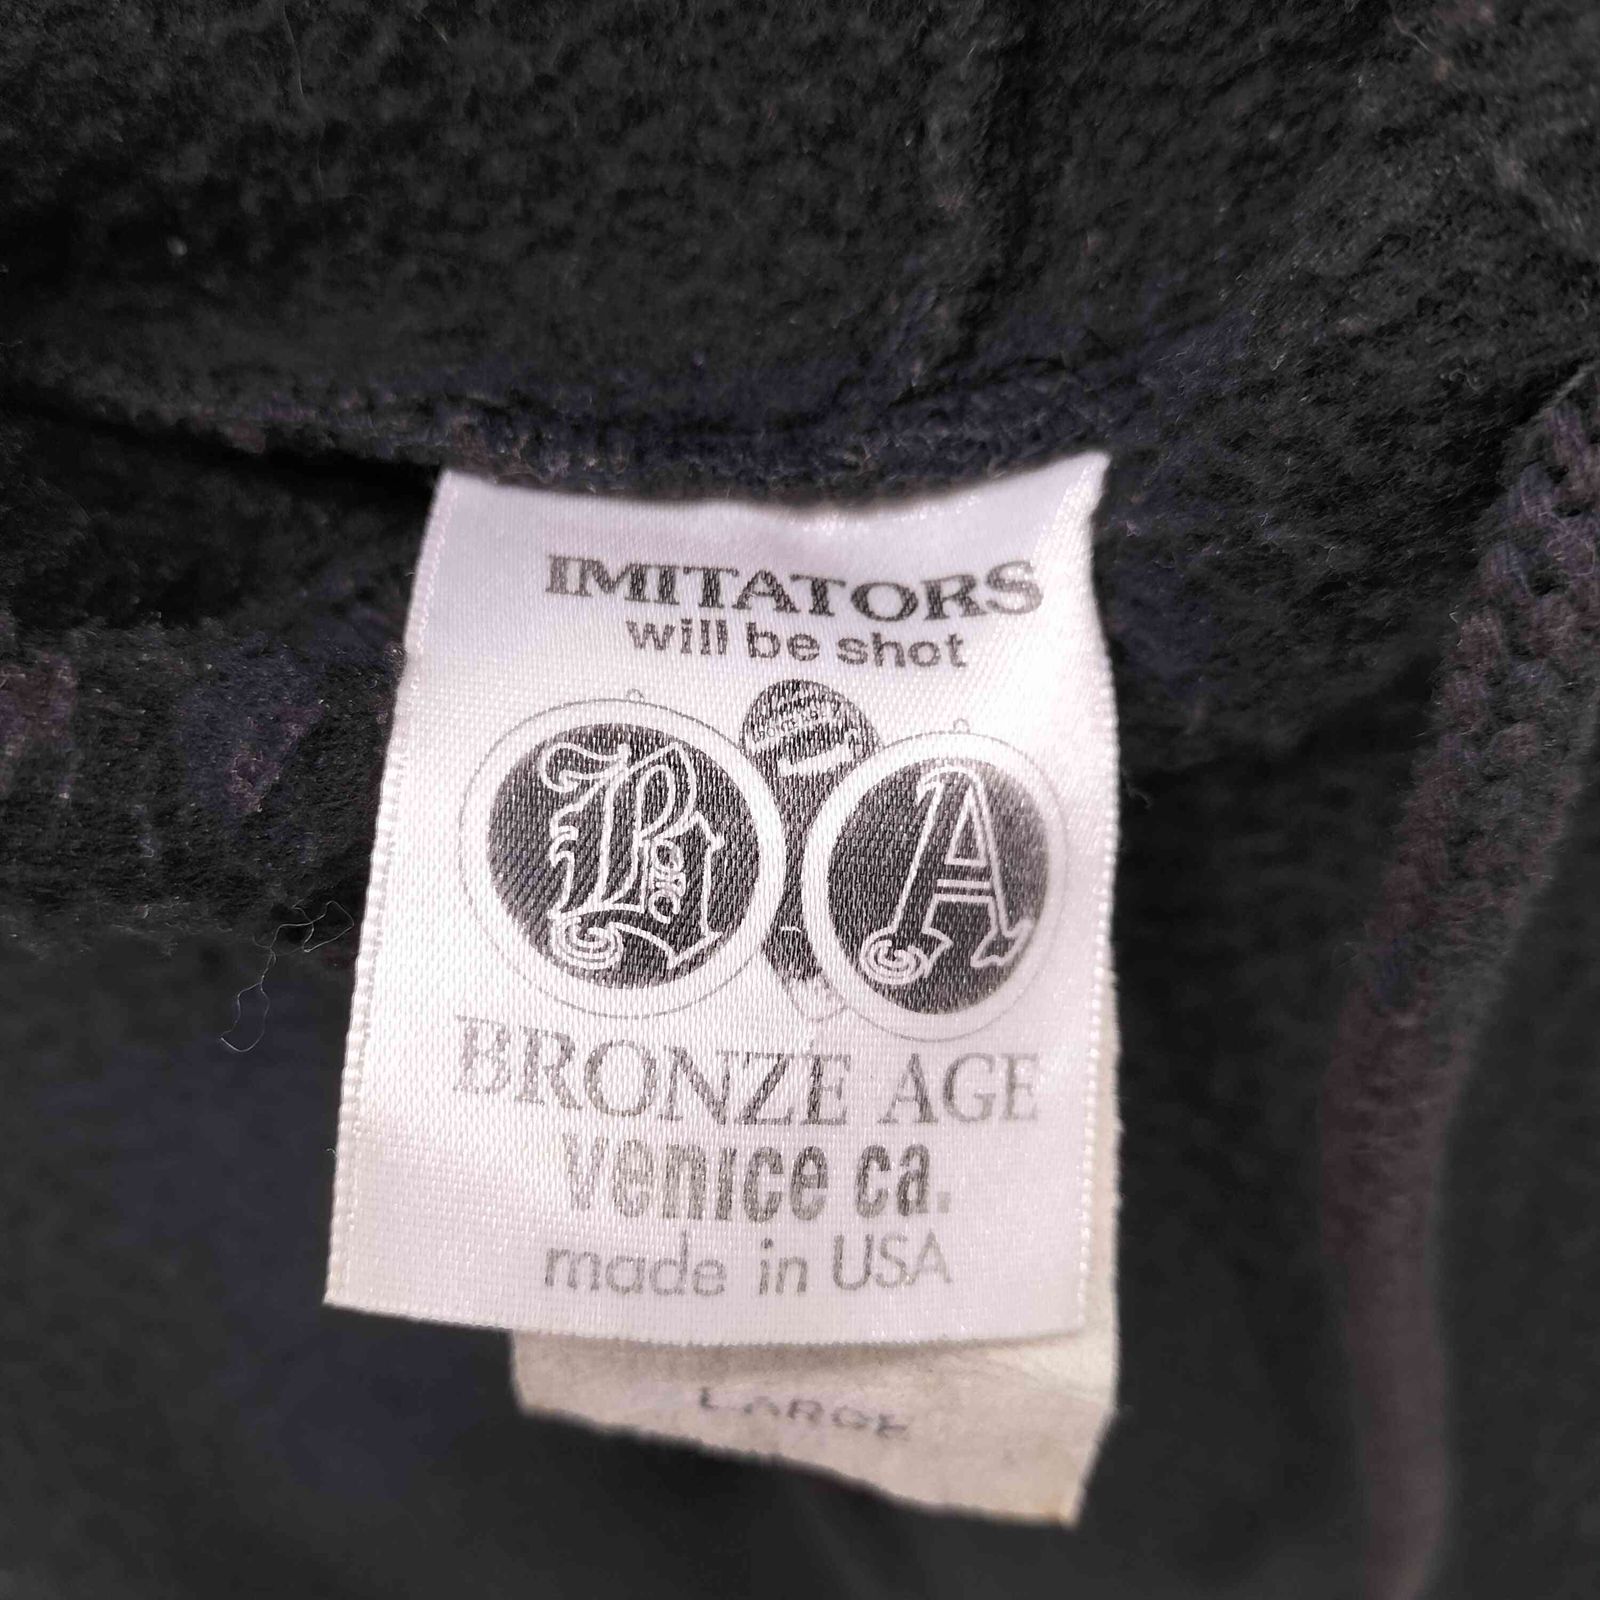 IMITATORS
will be shot
B
A
BRONZE AGE
venice ca.
made in USA
LARGE